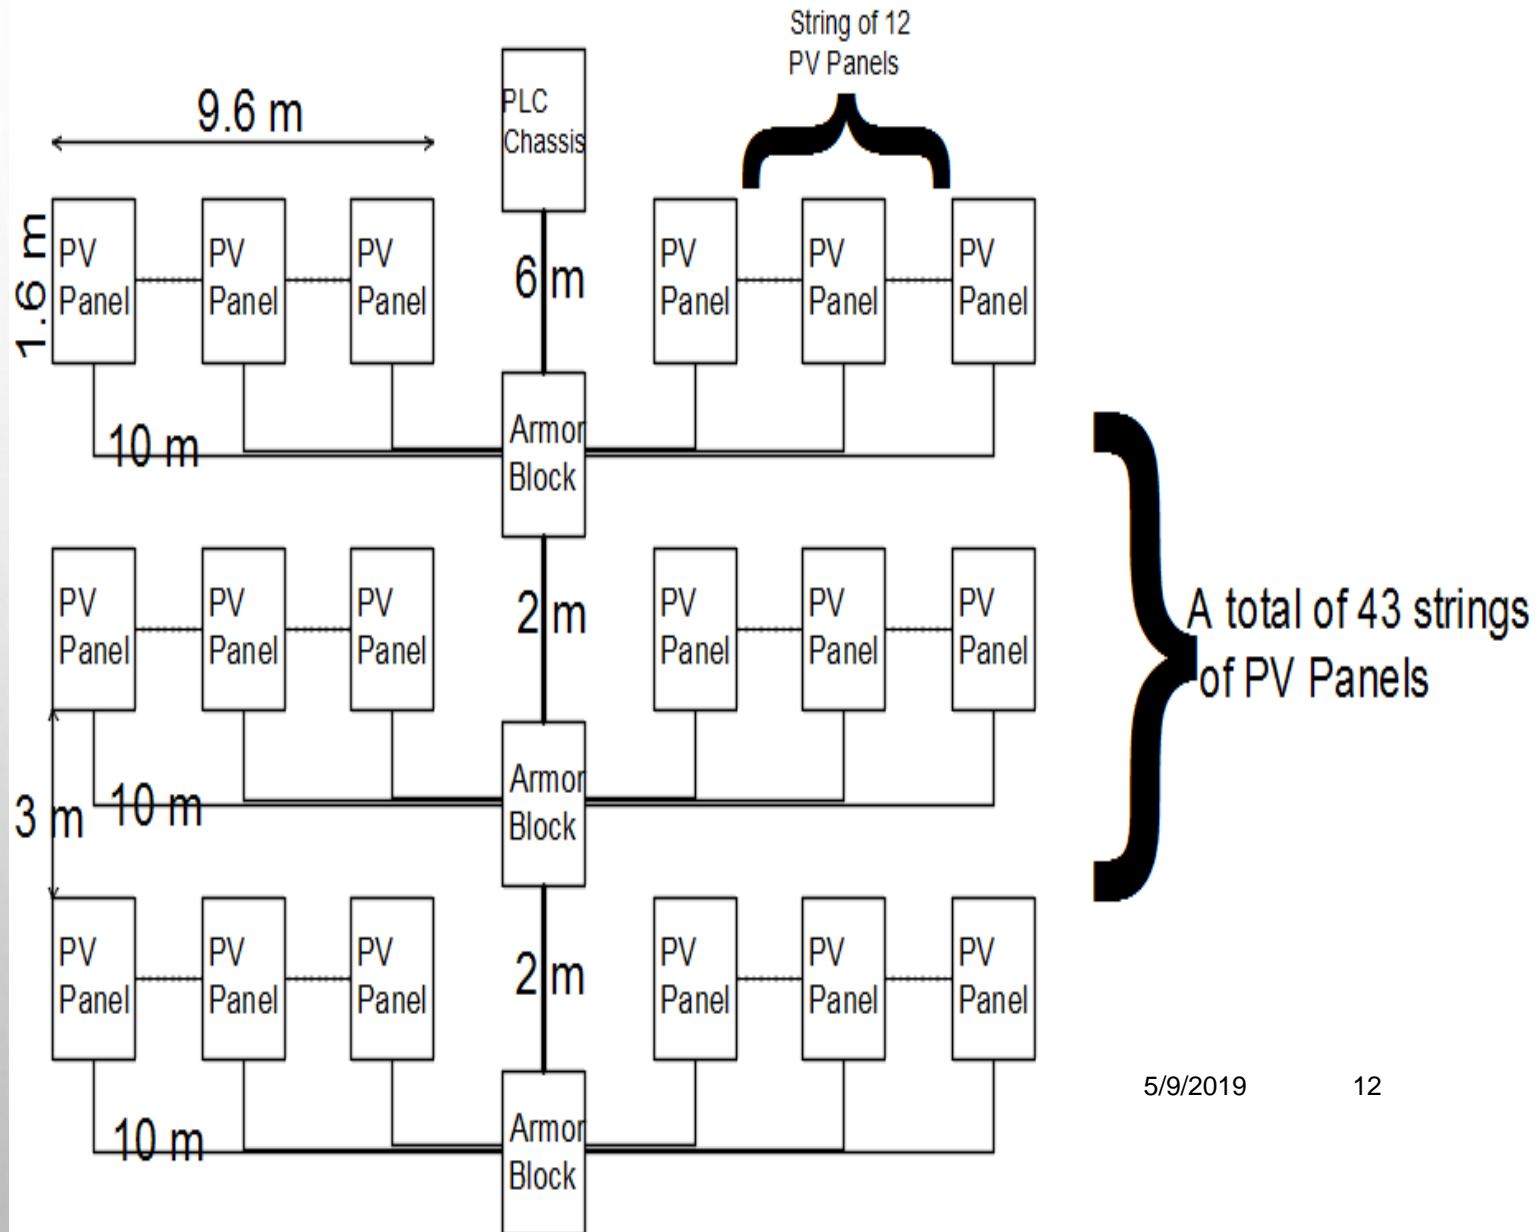 String of 12
PV Panels
9.6 m
PLC
Chassis
1.6 m
PV
Panel
PV
Panel
PV
Panel
6 m
PV
Panel
PV
Panel
PV
Panel
10 m
Armor
Block
PV
Panel
PV
Panel
PV
Panel
2 m
PV
Panel
PV
Panel
PV
Panel
A total of 43 strings
of PV Panels
3 m
10 m
Armor
Block
PV
Panel
PV
Panel
PV
Panel
2 m
PV
Panel
PV
Panel
PV
Panel
10 m
Armor
Block
5/9/2019 12